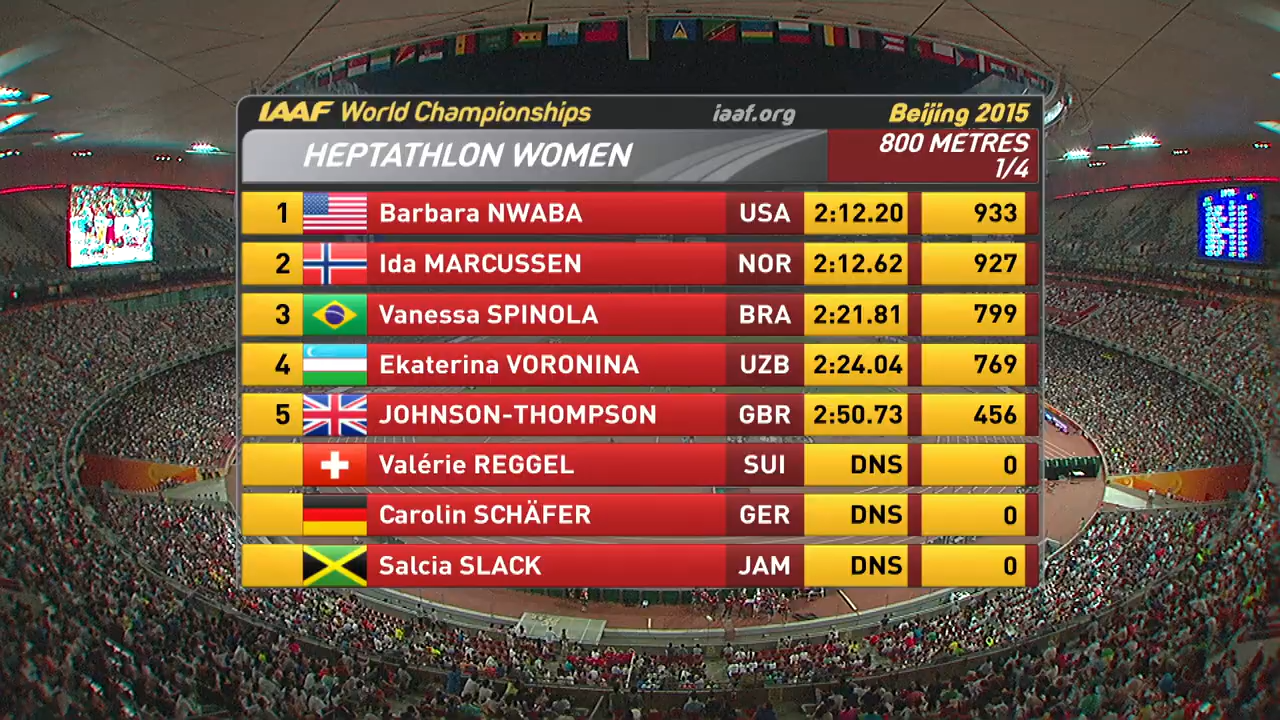 IAAF World Championships iaaf.org Beijing 2015
HEPTATHLON WOMEN 800 METRES
1/4
1 Barbara NWABA USA 2:12.20 933
2 Ida MARCUSSEN NOR 2:12.62 927
3 Vanessa SPINOLA BRA 2:21.81 799
4 Ekaterina VORONINA UZB 2:24.04 769
5 JOHNSON-THOMPSON GBR 2:50.73 456
Valérie REGGEL SUI DNS 0
Carolin SCHÄFER GER DNS 0
Salcia SLACK JAM DNS 0